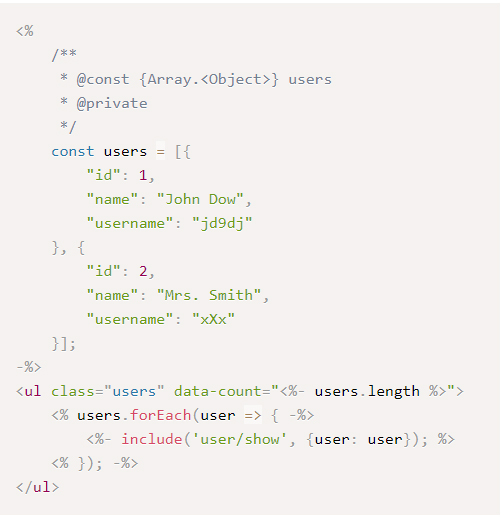 <%
    /**
     * @const {Array.<Object>} users
     * @private
     */
    const users = [{
        "id": 1,
        "name": "John Dow",
        "username": "jd9dj"
    }, {
        "id": 2,
        "name": "Mrs. Smith",
        "username": "xXx"
    }];
-%>
<ul class="users" data-count="<%- users.length %>">
    <% users.forEach(user => { -%>
        <%- include('user/show', {user: user}); %>
    <% }); -%>
</ul>